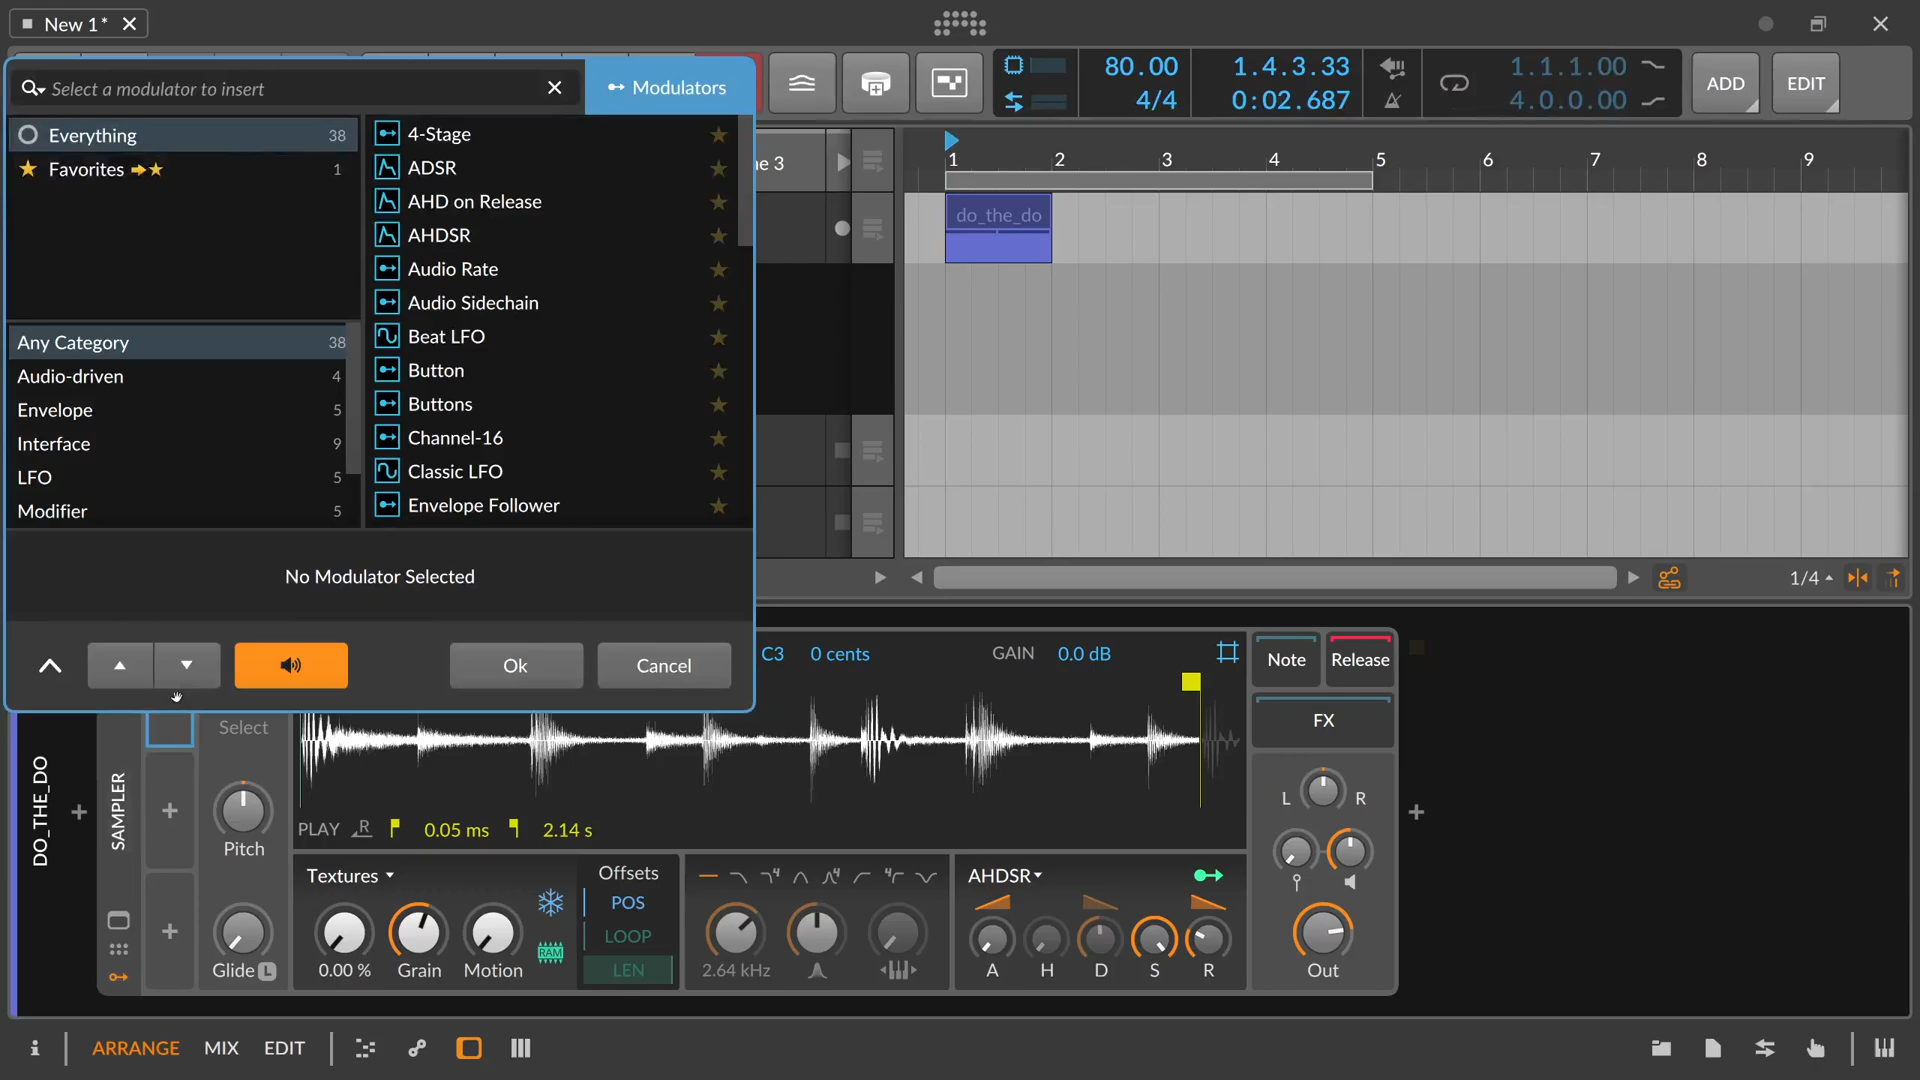 New 1*
Select a modulator to insert
Modulators
80.00
4/4
1.4.3.33
0:02.687
1.1.1.00
4.0.0.00
ADD
EDIT
Everything 38
Favorites 1
Any Category 38
Audio-driven 4
Envelope 5
Interface 9
LFO 5
Modifier 5
4-Stage
ADSR
AHD on Release
AHDSR
Audio Rate
Audio Sidechain
Beat LFO
Button
Buttons
Channel-16
Classic LFO
Envelope Follower
ne 3
1 2 3 4 5 6 7 8 9
do_the_do
No Modulator Selected
1/4
Ok
Cancel
C3 0 cents GAIN 0.0 dB
Note
Release
FX
DO_THE_DO
SAMPLER
Select
Pitch
Glide L
PLAY R 0.05 ms 2.14 s
Textures
0.00 %
Grain
Motion
RAM
Offsets
POS
LOOP
LEN
4 4 4
2.64 kHz
AHDSR
A H D S R
L R
Out
i ARRANGE MIX EDIT